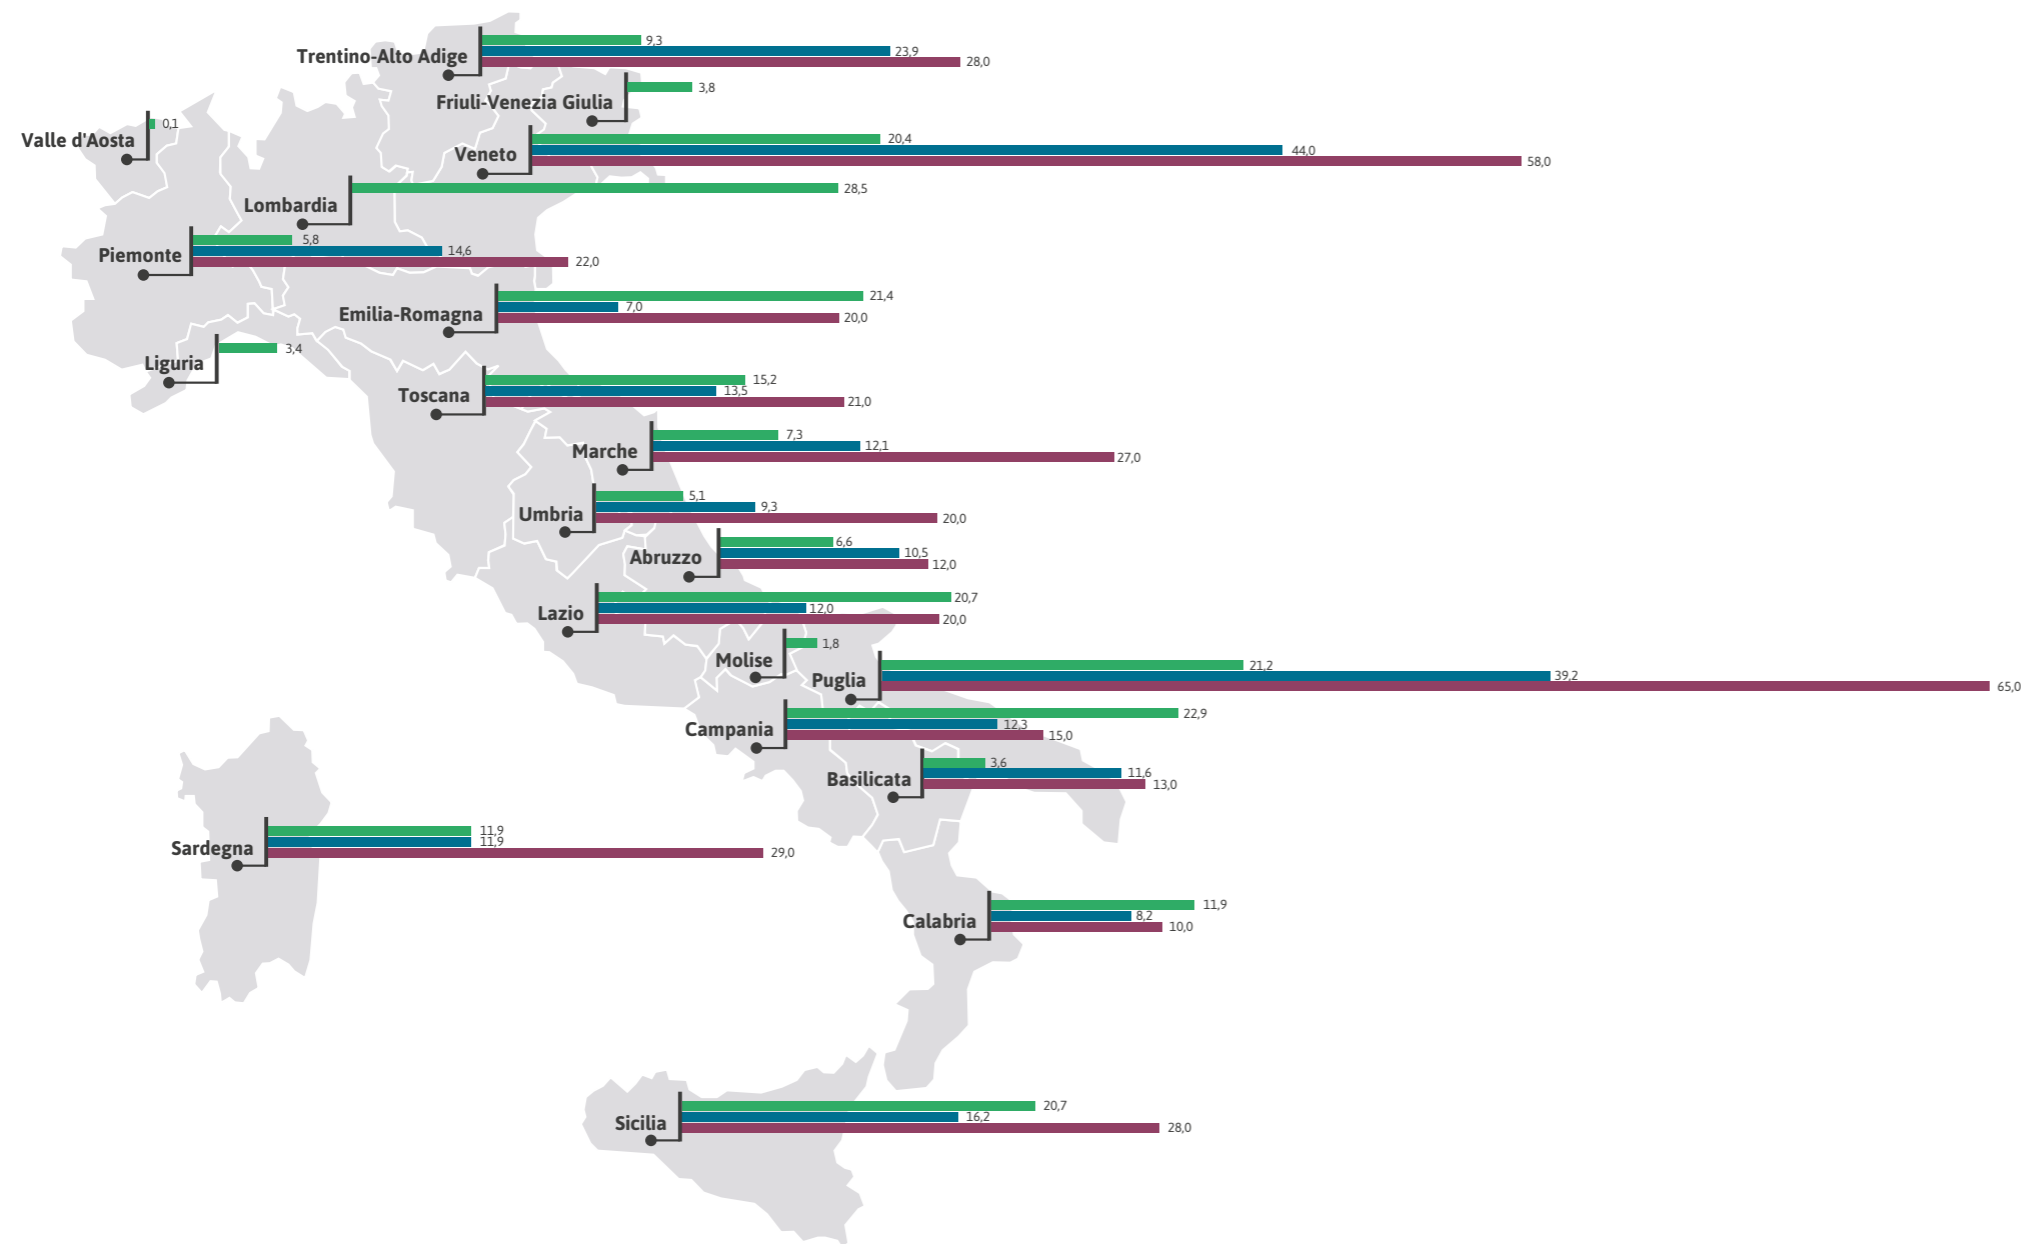 Trentino-Alto Adige
9,3
23,9
28,0
Friuli-Venezia Giulia
3,8
Valle d'Aosta
0,1
Veneto
20,4
44,0
58,0
Lombardia
28,5
Piemonte
5,8
14,6
22,0
Emilia-Romagna
21,4
7,0
20,0
Liguria
3,4
Toscana
15,2
13,5
21,0
Marche
7,3
12,1
27,0
Umbria
5,1
9,3
20,0
Abruzzo
6,6
10,5
12,0
Lazio
20,7
12,0
20,0
Molise
1,8
Puglia
21,2
39,2
65,0
Campania
22,9
12,3
15,0
Basilicata
3,6
11,6
13,0
Sardegna
11,9
11,9
29,0
Calabria
11,9
8,2
10,0
Sicilia
20,7
16,2
28,0